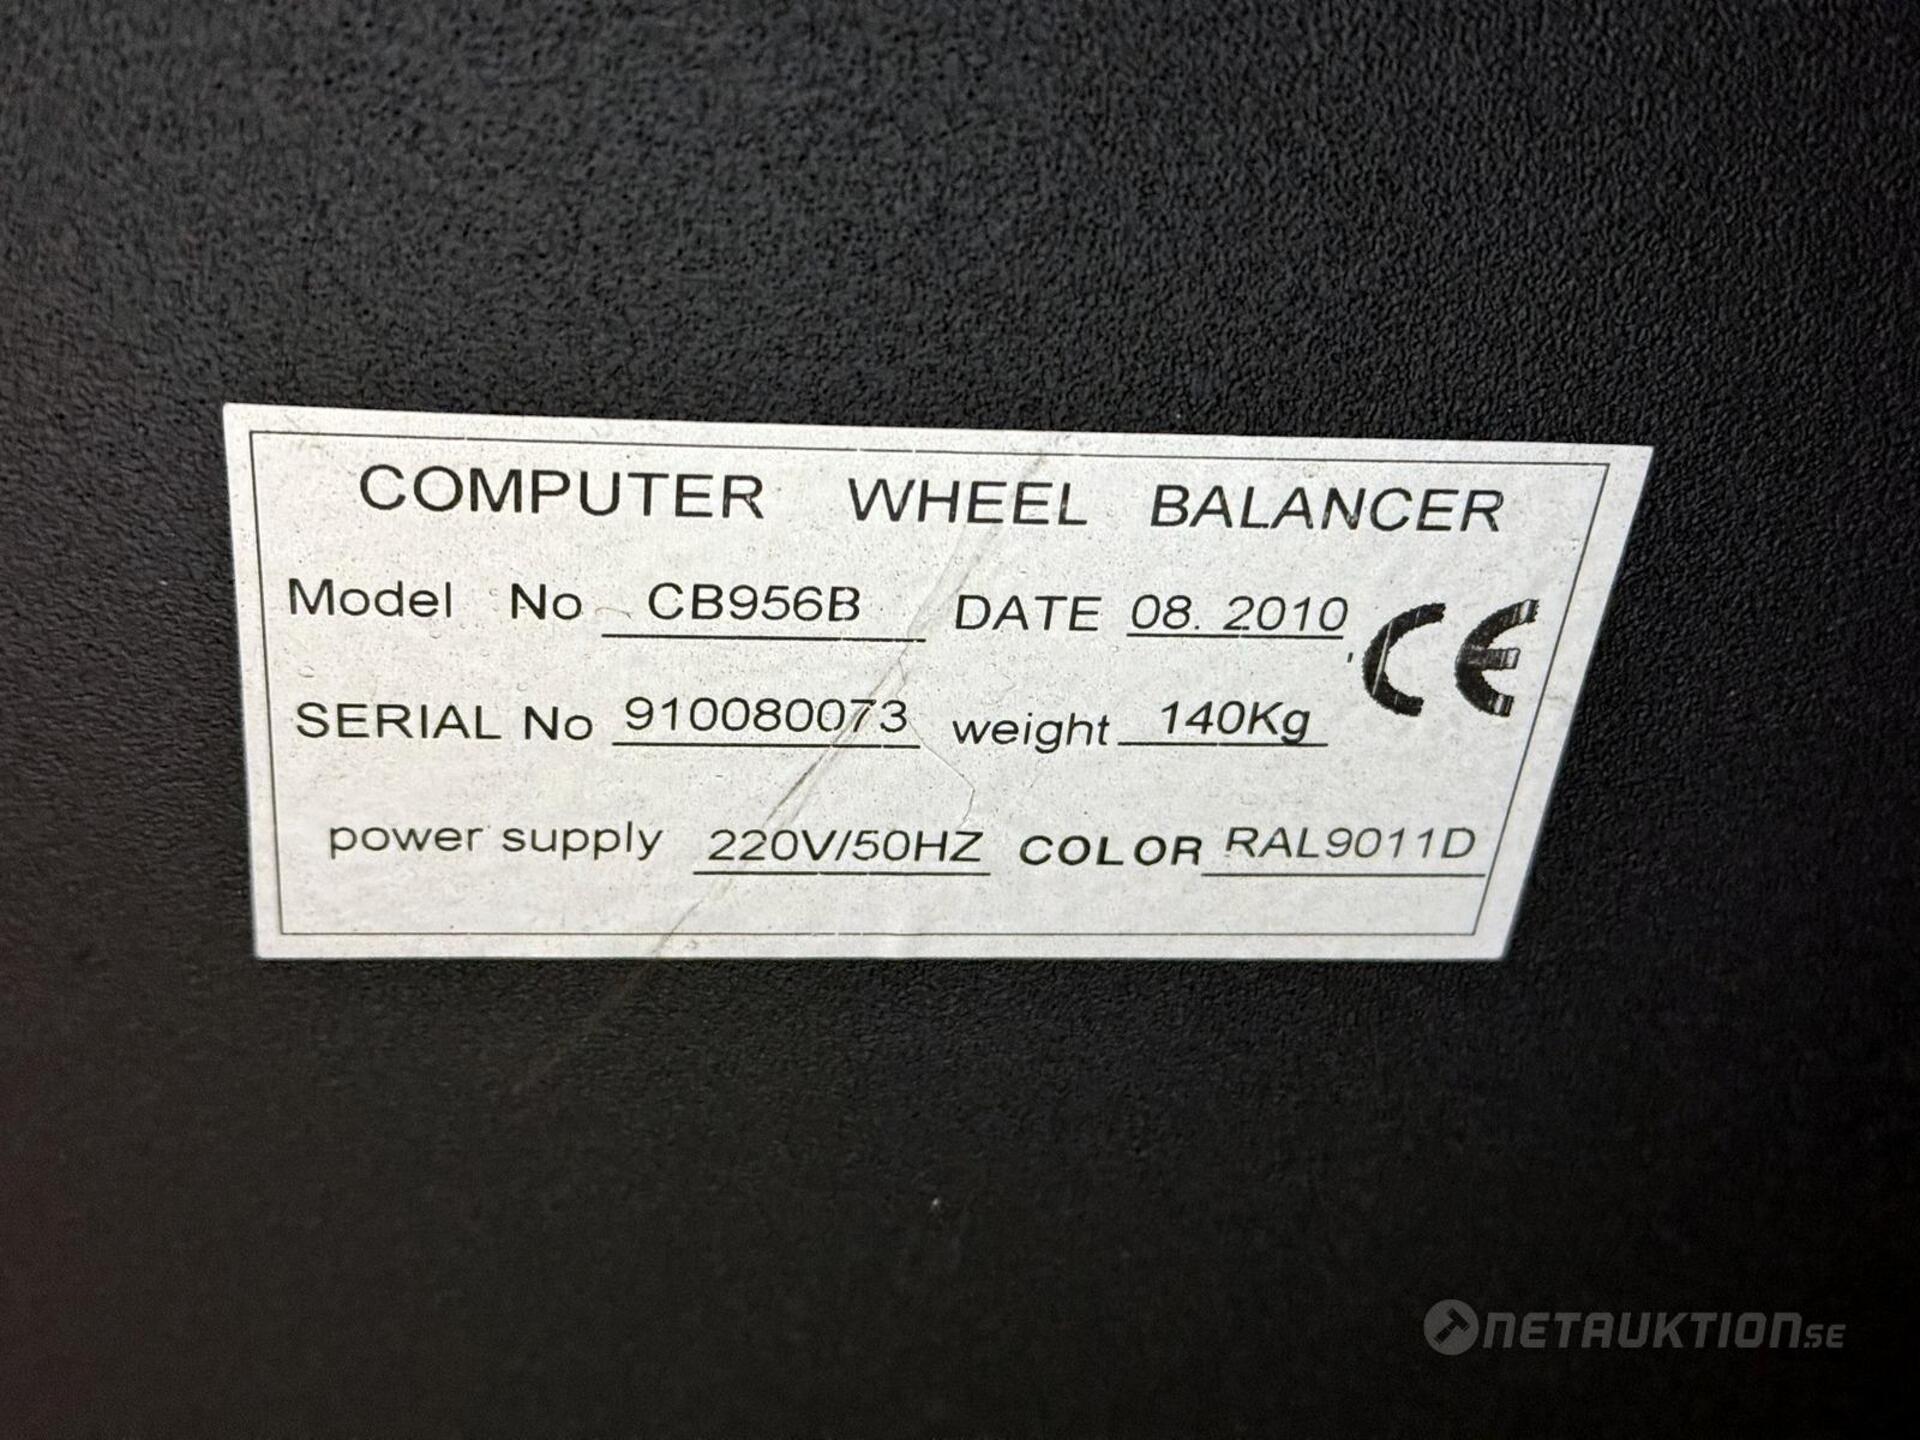 COMPUTER WHEEL BALANCER
Model No CB956B DATE 08. 2010
CE
SERIAL No 910080073 weight 140Kg
power supply 220V/50HZ COLOR RAL9011D
NETAUKTION.SE